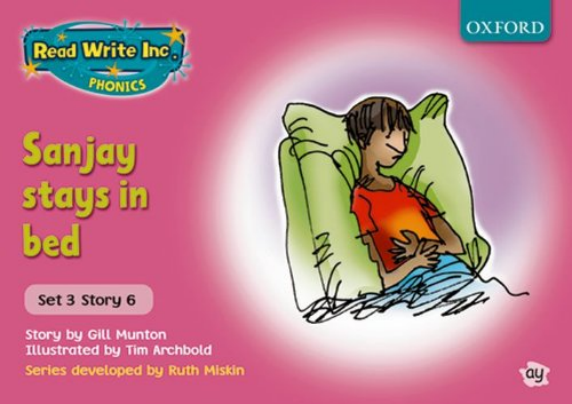 Read Write Inc.
PHONICS
OXFORD
Sanjay
stays in
bed
Set 3 Story 6
Story by Gill Munton
Illustrated by Tim Archbold
Series developed by Ruth Miskin
ay